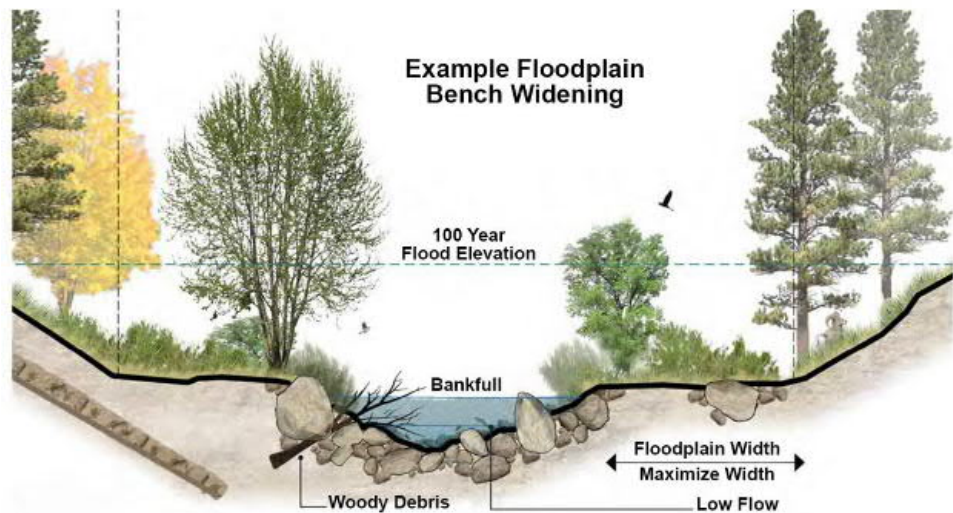 Example Floodplain
Bench Widening
100 Year
Flood Elevation
Bankfull
Floodplain Width
Maximize Width
Woody Debris
Low Flow